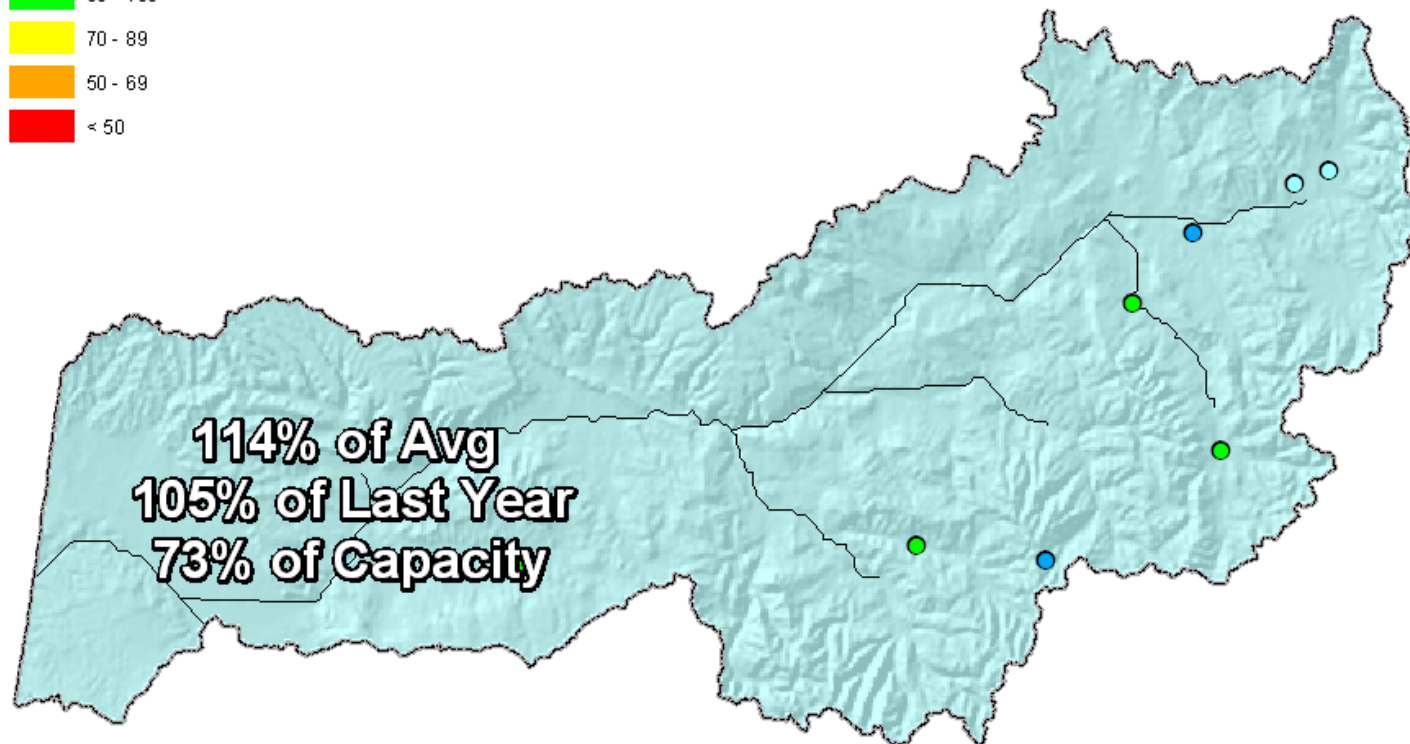 70 - 89
50 - 69
< 50
114% of Avg
105% of Last Year
73% of Capacity